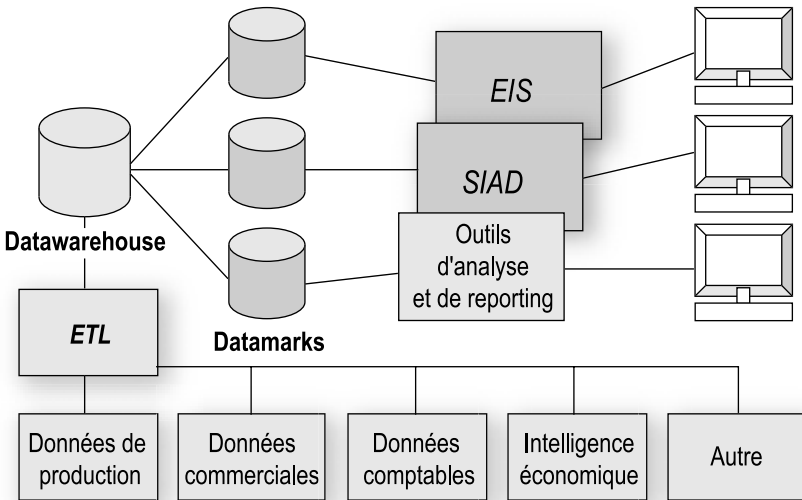 EIS
SIAD
Datawarehouse
Outils
d'analyse
et de reporting
ETL
Datamarks
Données de
production
Données
commerciales
Données
comptables
Intelligence
économique
Autre